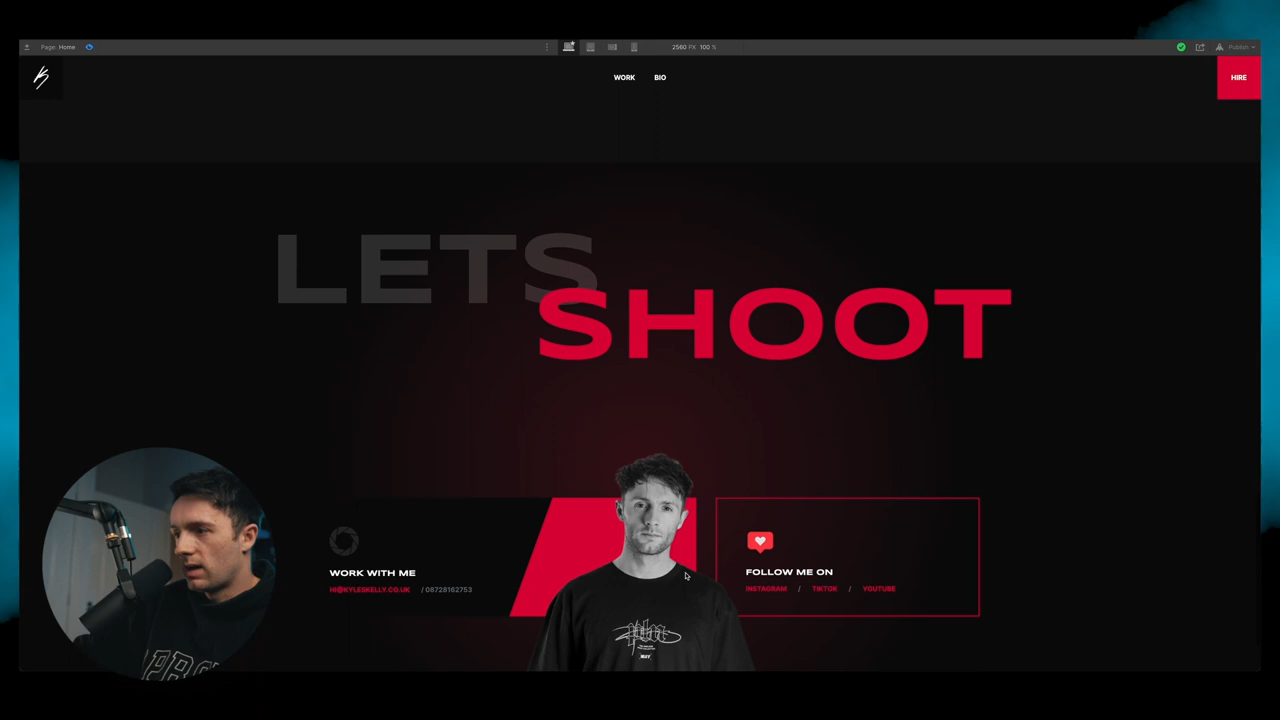 Page: Home
2560 PX 100 %
Publish
WORK BIO
HIRE
LETS
SHOOT
WORK WITH ME
HI@KYLESKELLY.CO.UK / 08728162753
FOLLOW ME ON
INSTAGRAM / TIKTOK / YOUTUBE